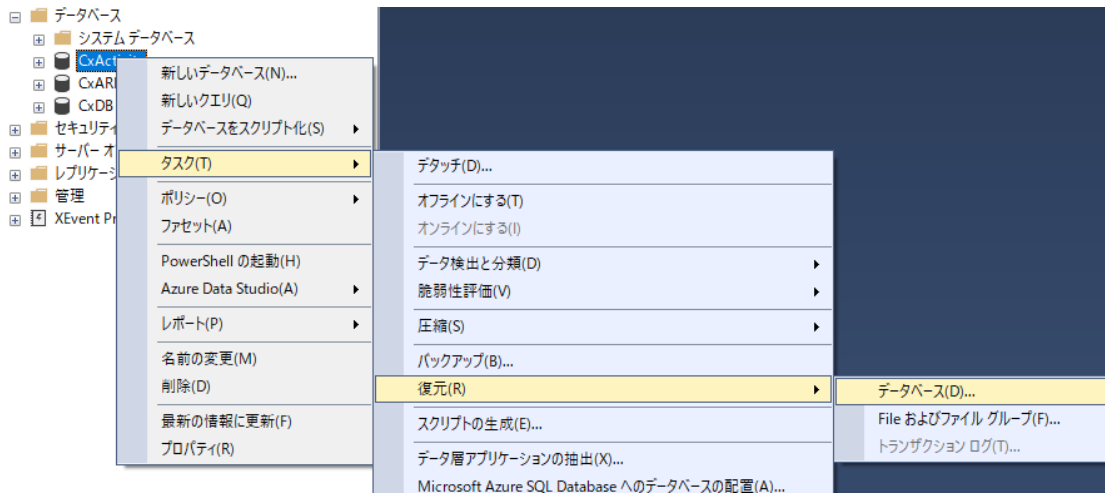 データベース
システム データベース
CxActivity
CxARM
CxDB
セキュリティ
サーバー オ
レプリケーシ
管理
XEvent Pr
新しいデータベース(N)...
新しいクエリ(Q)
データベースをスクリプト化(S)
タスク(T)
ポリシー(O)
ファセット(A)
PowerShell の起動(H)
Azure Data Studio(A)
レポート(P)
名前の変更(M)
削除(D)
最新の情報に更新(F)
プロパティ(R)
デタッチ(D)...
オフラインにする(T)
オンラインにする(I)
データ検出と分類(D)
脆弱性評価(V)
圧縮(S)
バックアップ(B)...
復元(R)
スクリプトの生成(E)...
データ層アプリケーションの抽出(X)...
Microsoft Azure SQL Database へのデータベースの配置(A)...
データベース(D)...
File およびファイル グループ(F)...
トランザクション ログ(T)...